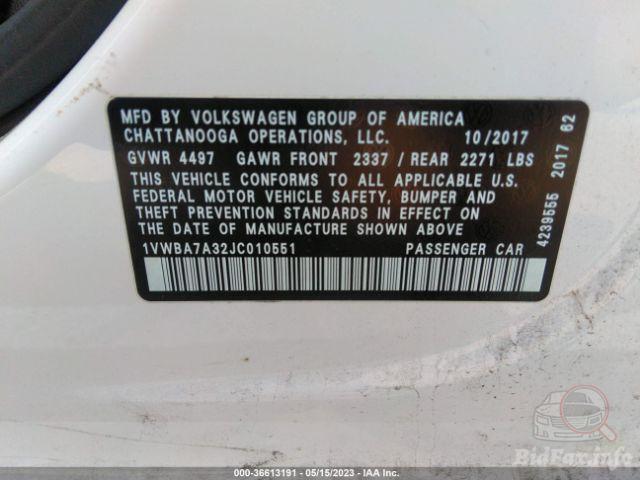 MFD BY VOLKSWAGEN GROUP OF AMERICA
CHATTANOOGA OPERATIONS, LLC. 10/2017
GVWR 4497 GAWR FRONT 2337 / REAR 2271 LBS
THIS VEHICLE CONFORMS TO ALL APPLICABLE U.S.
FEDERAL MOTOR VEHICLE SAFETY, BUMPER AND
THEFT PREVENTION STANDARDS IN EFFECT ON
THE DATE OF MANUFACTURE SHOWN ABOVE
1VWBA7A32JC010551 PASSENGER CAR
4239555 2017 62
BidFax.info
000-36613191 - 05/15/2023 - IAA Inc.